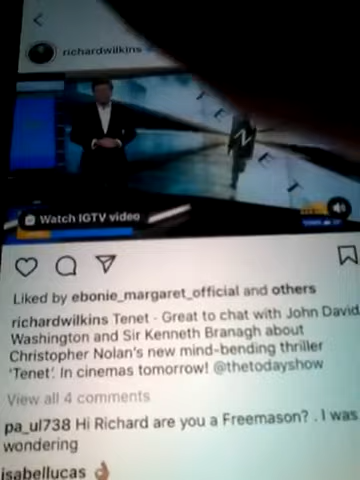 richardwilkins
TENET
Watch IGTV video
Liked by ebonie_margaret_official and others
richardwilkins Tenet - Great to chat with John David
Washington and Sir Kenneth Branagh about
Christopher Nolan's new mind-bending thriller
'Tenet'. In cinemas tomorrow! @thetodayshow
View all 4 comments
pa_ul738 Hi Richard are you a Freemason? . I was
wondering
isabellucas 👌🏽